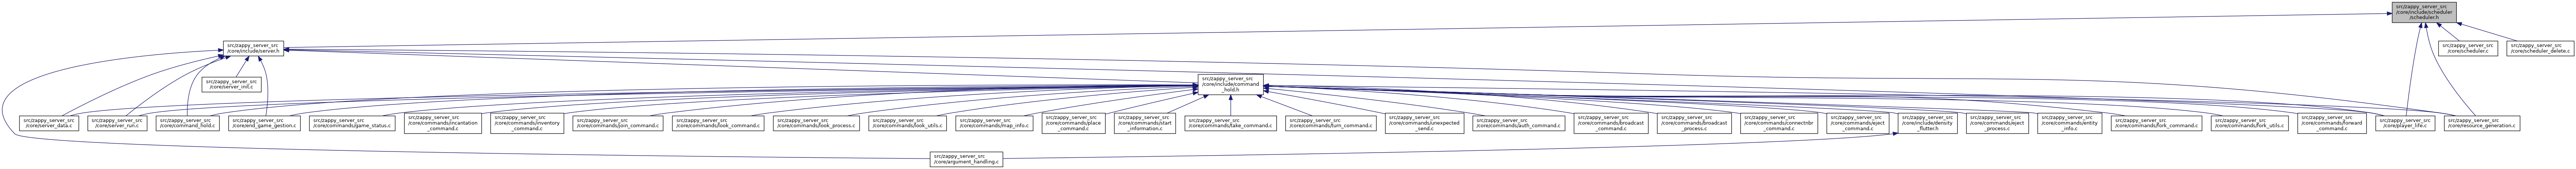 src/zappy_server_src
/core/include/scheduler
/scheduler.h
src/zappy_server_src
/core/include/server.h
src/zappy_server_src
/core/scheduler.c
src/zappy_server_src
/core/scheduler_delete.c
src/zappy_server_src
/core/server_init.c
src/zappy_server_src
/core/include/command
_hold.h
src/zappy_server_src
/core/server_data.c
src/zappy_server_src
/core/server_run.c
src/zappy_server_src
/core/command_hold.c
src/zappy_server_src
/core/end_game_gestion.c
src/zappy_server_src
/core/commands/game_status.c
src/zappy_server_src
/core/commands/incantation
_command.c
src/zappy_server_src
/core/commands/inventory
_command.c
src/zappy_server_src
/core/commands/join_command.c
src/zappy_server_src
/core/commands/look_command.c
src/zappy_server_src
/core/commands/look_process.c
src/zappy_server_src
/core/commands/look_utils.c
src/zappy_server_src
/core/commands/map_info.c
src/zappy_server_src
/core/commands/place
_command.c
src/zappy_server_src
/core/commands/start
_information.c
src/zappy_server_src
/core/commands/take_command.c
src/zappy_server_src
/core/commands/turn_command.c
src/zappy_server_src
/core/commands/unexpected
_send.c
src/zappy_server_src
/core/commands/auth_command.c
src/zappy_server_src
/core/commands/broadcast
_command.c
src/zappy_server_src
/core/commands/broadcast
_process.c
src/zappy_server_src
/core/commands/connectnbr
_command.c
src/zappy_server_src
/core/commands/eject
_command.c
src/zappy_server_src
/core/include/density
_flutter.h
src/zappy_server_src
/core/commands/eject
_process.c
src/zappy_server_src
/core/commands/entity
_info.c
src/zappy_server_src
/core/commands/fork_command.c
src/zappy_server_src
/core/commands/fork_utils.c
src/zappy_server_src
/core/commands/forward
_command.c
src/zappy_server_src
/core/player_life.c
src/zappy_server_src
/core/resource_generation.c
src/zappy_server_src
/core/argument_handling.c